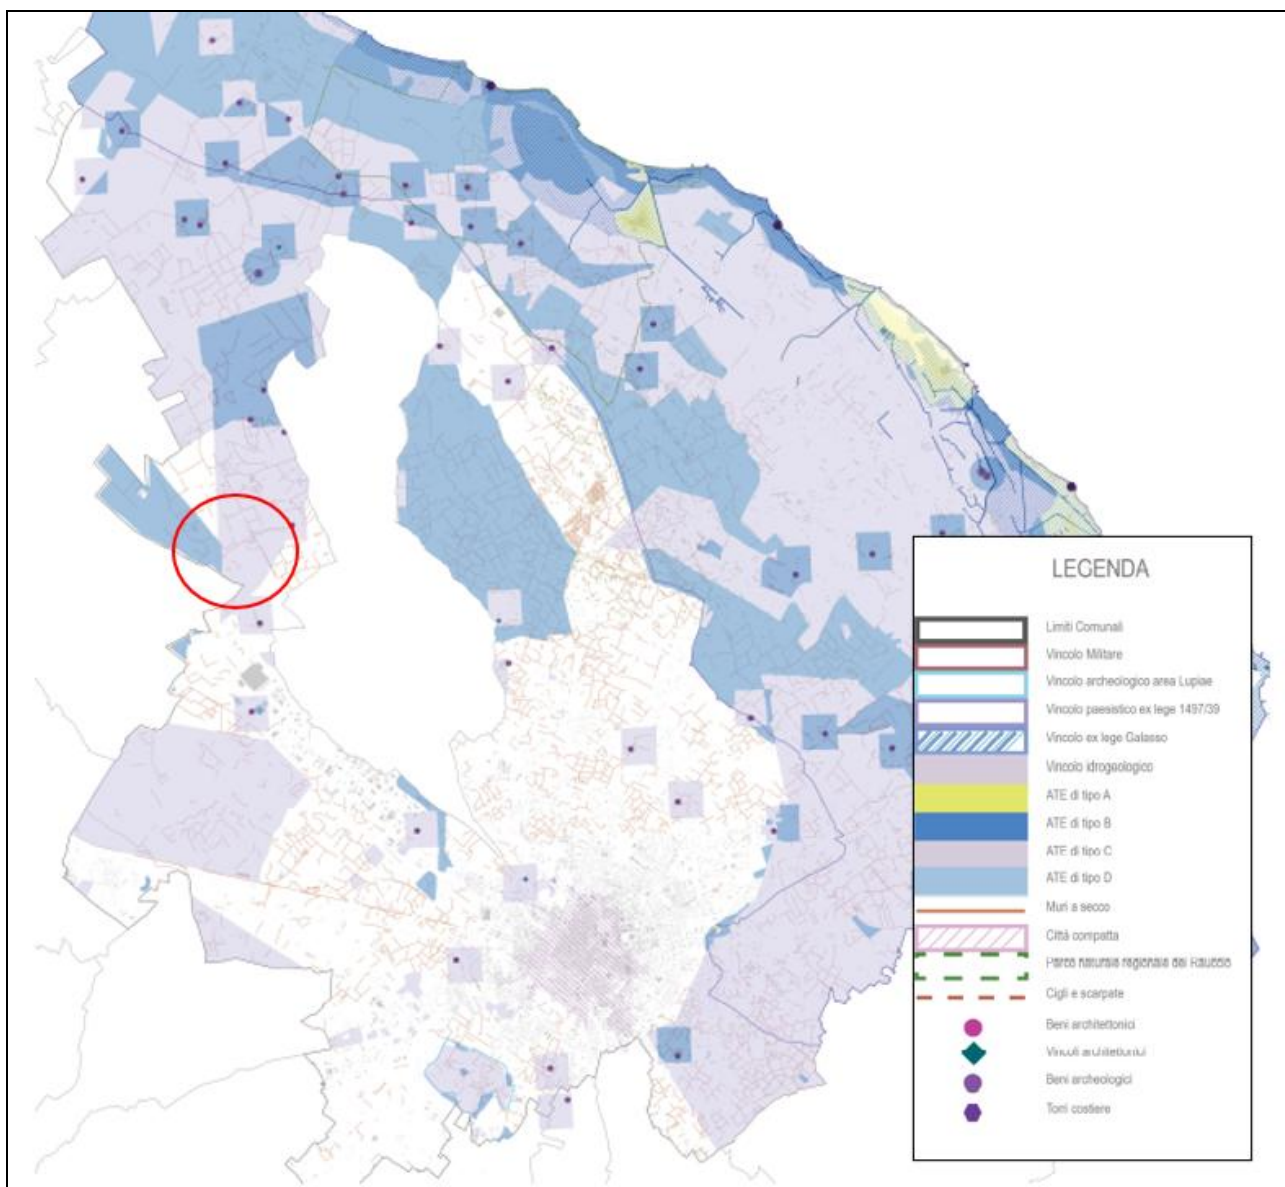 LEGENDA
Limiti Comunali
Vincolo Militare
Vincolo archeologico area Lupiae
Vincolo paesistico ex lege 1497/39
Vincolo ex lege Galasso
Vincolo idrogeologico
ATE di tipo A
ATE di tipo B
ATE di tipo C
ATE di tipo D
Muri a secco
Città compatta
Parco naturale regionale del Rauccio
Cigli e scarpate
Beni architettonici
Vincoli architettonici
Beni archeologici
Torri costiere